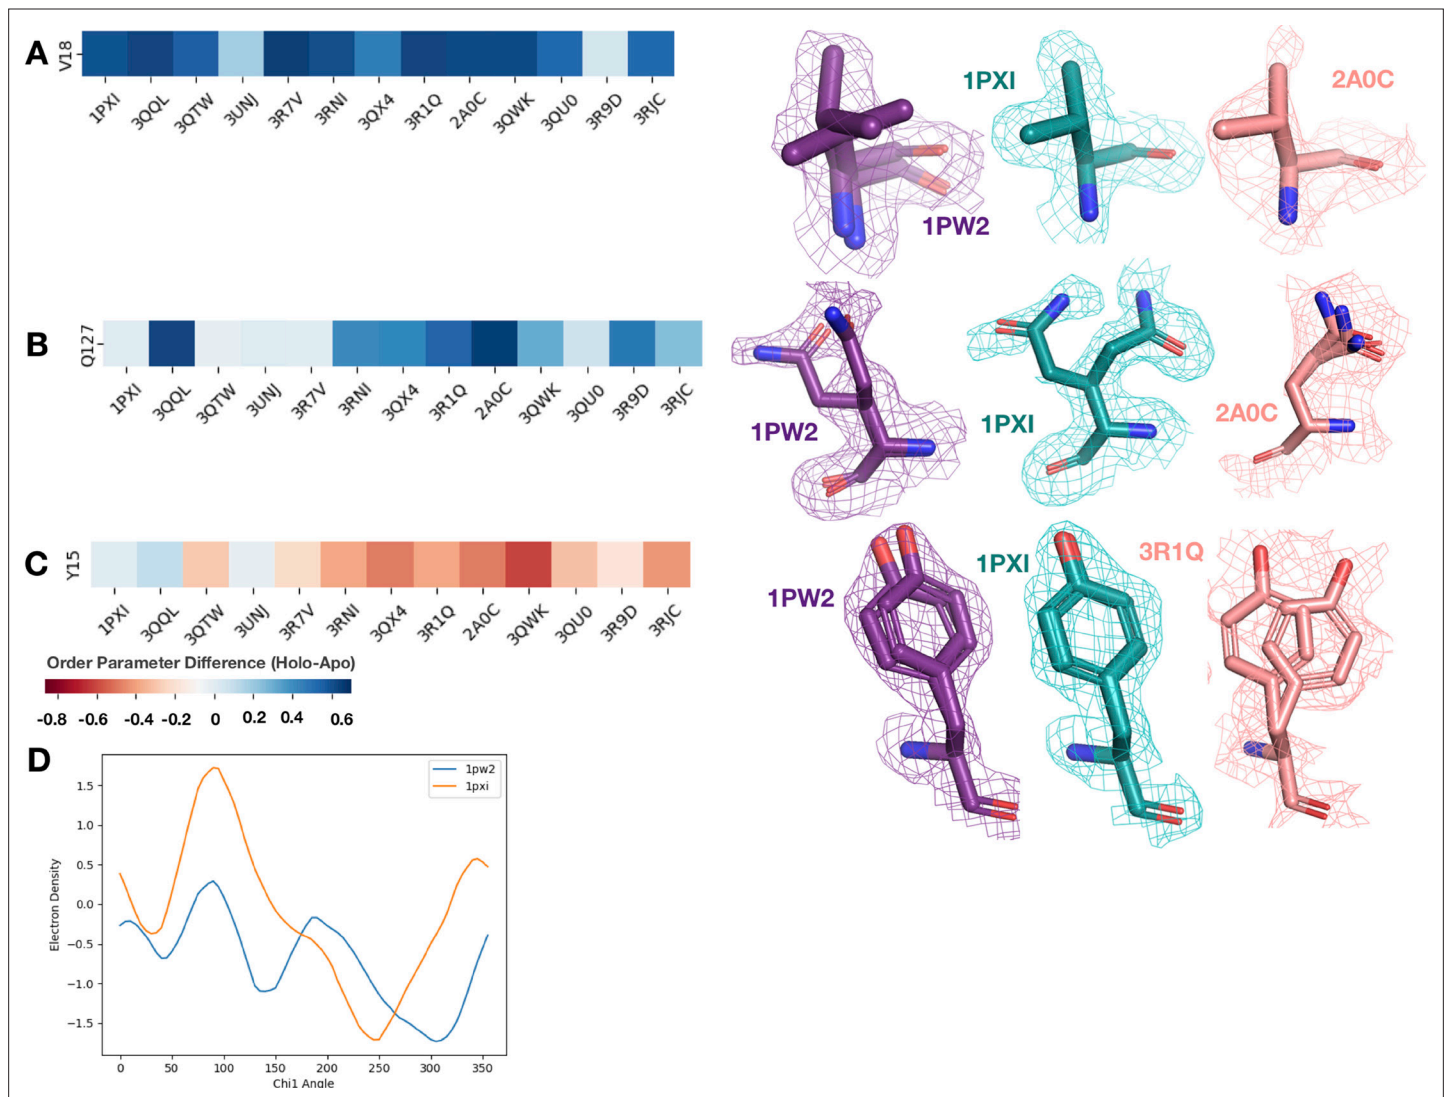 A
V18
1PXI 3QQL 3QTW 3UNJ 3R7V 3RNI 3QX4 3R1Q 2A0C 3QWK 3QU0 3R9D 3RJC
1PW2
1PXI
2A0C
B
Q127
1PXI 3QQL 3QTW 3UNJ 3R7V 3RNI 3QX4 3R1Q 2A0C 3QWK 3QU0 3R9D 3RJC
1PW2
1PXI
2A0C
C
Y15
1PXI 3QQL 3QTW 3UNJ 3R7V 3RNI 3QX4 3R1Q 2A0C 3QWK 3QU0 3R9D 3RJC
1PW2
1PXI
3R1Q
Order Parameter Difference (Holo-Apo)
-0.8 -0.6 -0.4 -0.2 0 0.2 0.4 0.6
D
1pw2
1pxi
Electron Density
1.5
1.0
0.5
0.0
−0.5
−1.0
−1.5
0 50 100 150 200 250 300 350
Chi1 Angle